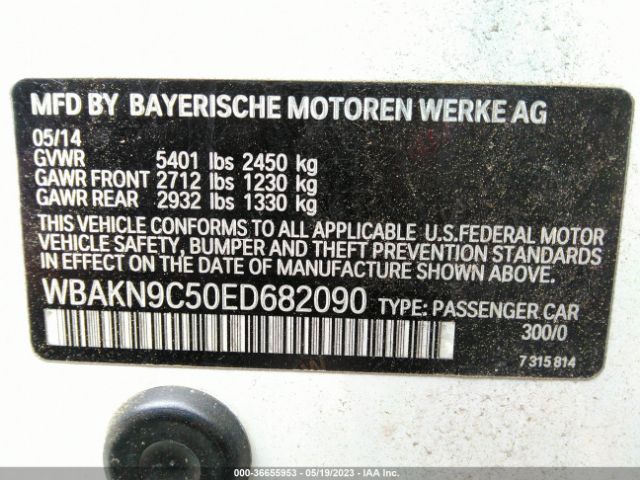 MFD BY BAYERISCHE MOTOREN WERKE AG
05/14
GVWR 5401 lbs 2450 kg
GAWR FRONT 2712 lbs 1230 kg
GAWR REAR 2932 lbs 1330 kg
THIS VEHICLE CONFORMS TO ALL APPLICABLE U.S.FEDERAL MOTOR
VEHICLE SAFETY, BUMPER AND THEFT PREVENTION STANDARDS
IN EFFECT ON THE DATE OF MANUFACTURE SHOWN ABOVE.
WBAKN9C50ED682090 TYPE: PASSENGER CAR
300/0
7 315 814
000-36655953 - 05/19/2023 - IAA Inc.